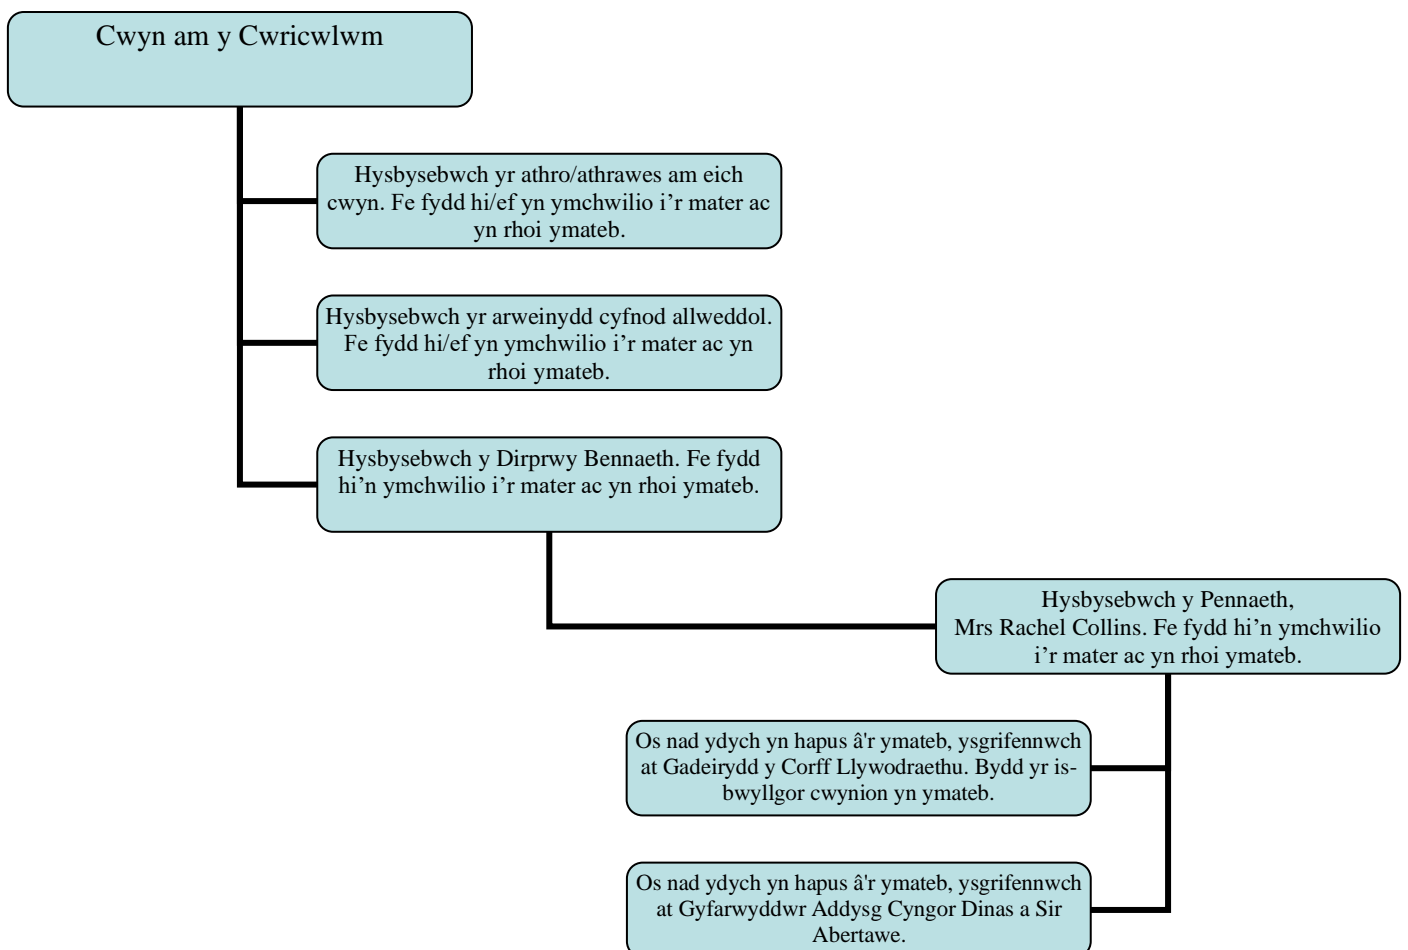 Cwyn am y Cwricwlwm
Hysbysebwch yr athro/athrawes am eich
cwyn. Fe fydd hi/ef yn ymchwilio i’r mater ac
yn rhoi ymateb.
Hysbysebwch yr arweinydd cyfnod allweddol.
Fe fydd hi/ef yn ymchwilio i’r mater ac yn
rhoi ymateb.
Hysbysebwch y Dirprwy Bennaeth. Fe fydd
hi’n ymchwilio i’r mater ac yn rhoi ymateb.
Hysbysebwch y Pennaeth,
Mrs Rachel Collins. Fe fydd hi’n ymchwilio
i’r mater ac yn rhoi ymateb.
Os nad ydych yn hapus â'r ymateb, ysgrifennwch
at Gadeirydd y Corff Llywodraethu. Bydd yr is-
bwyllgor cwynion yn ymateb.
Os nad ydych yn hapus â'r ymateb, ysgrifennwch
at Gyfarwyddwr Addysg Cyngor Dinas a Sir
Abertawe.